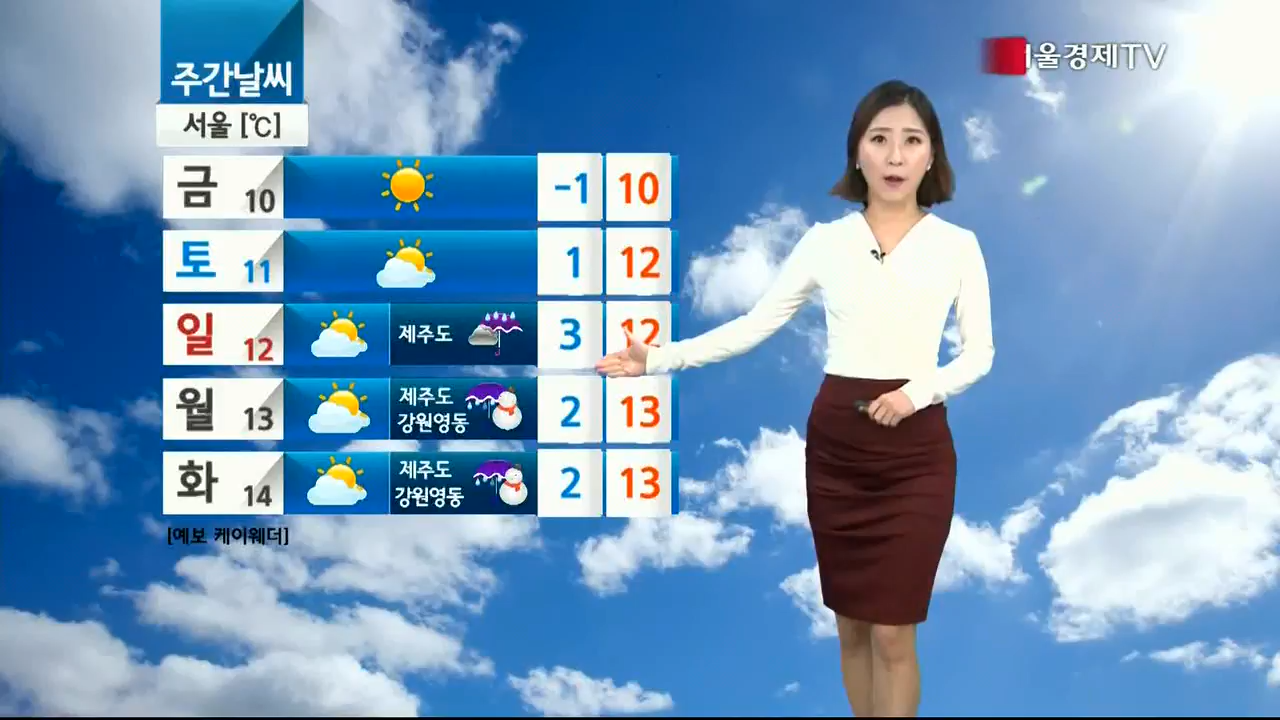 주간날씨
울경제TV
서울 [℃]
금 10 -1 10
토 11 1 12
일 12 제주도 3 12
월 13 제주도 강원영동 2 13
화 14 제주도 강원영동 2 13
[예보 케이웨더]